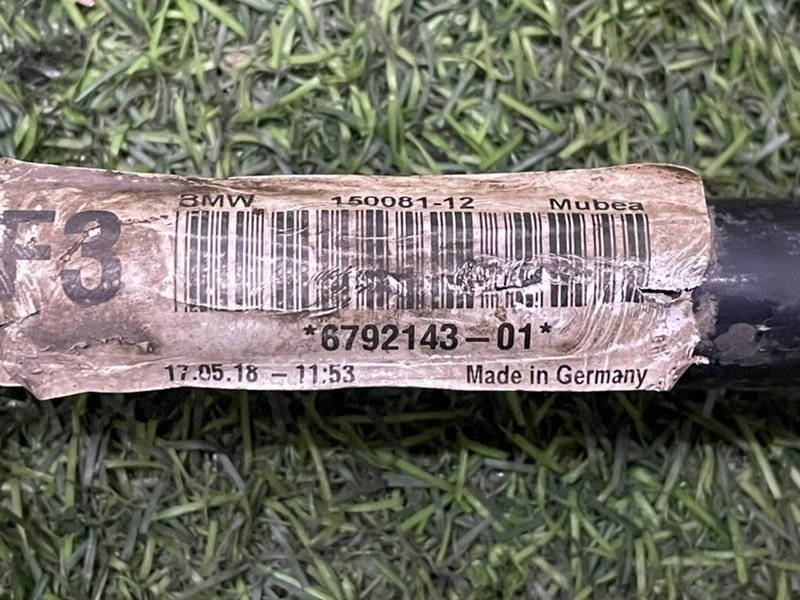 F3
BMW 150081-12 Mubea
*6792143-01*
17.05.18 - 11:53 Made in Germany